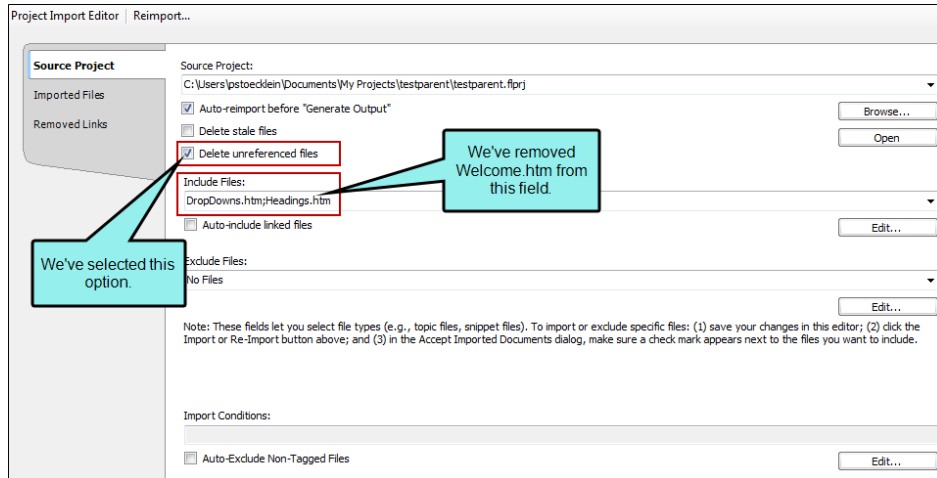 Project Import Editor Reimport...
Source Project
Imported Files
Removed Links
Source Project:
C:\Users\pstoecklein\Documents\My Projects\testparent\testparent.flprj
Auto-reimport before "Generate Output"
Browse...
Delete stale files
Open
Delete unreferenced files
We've removed
Welcome.htm from
this field.
Include Files:
DropDowns.htm;Headings.htm
Auto-include linked files
Edit...
We've selected this
option.
Exclude Files:
No Files
Edit...
Note: These fields let you select file types (e.g., topic files, snippet files). To import or exclude specific files: (1) save your changes in this editor; (2) click the
Import or Re-Import button above; and (3) in the Accept Imported Documents dialog, make sure a check mark appears next to the files you want to include.
Import Conditions:
Auto-Exclude Non-Tagged Files
Edit...